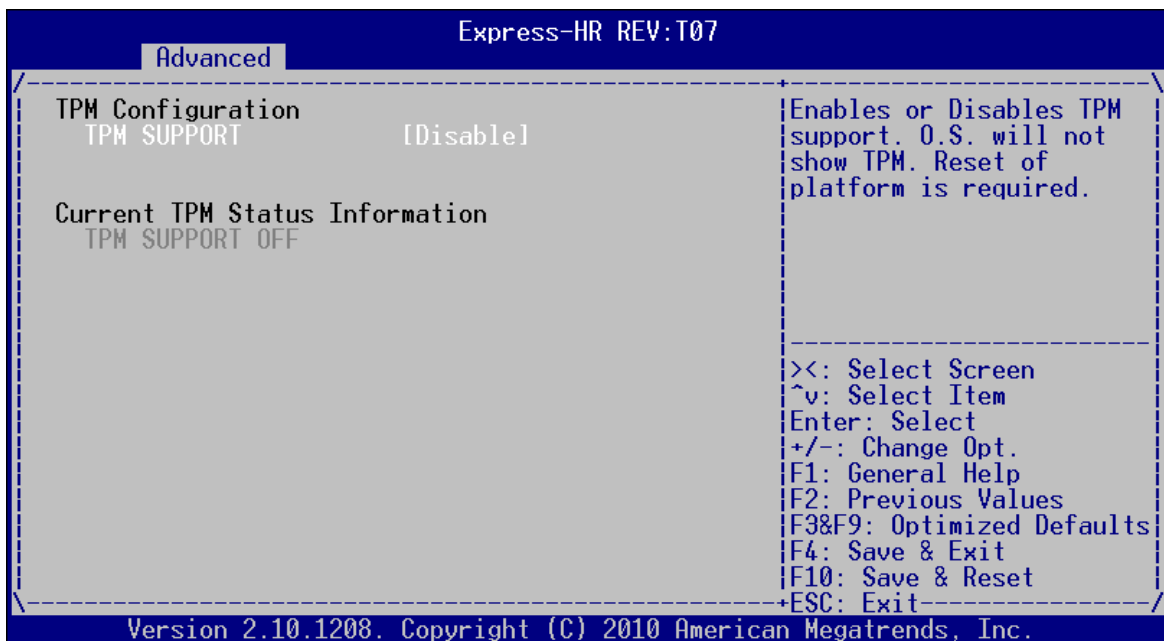 Express-HR REV:T07
Advanced
TPM Configuration
TPM SUPPORT [Disable]
Current TPM Status Information
TPM SUPPORT OFF
Enables or Disables TPM
support. O.S. will not
show TPM. Reset of
platform is required.
><: Select Screen
^v: Select Item
Enter: Select
+/-: Change Opt.
F1: General Help
F2: Previous Values
F3&F9: Optimized Defaults
F4: Save & Exit
F10: Save & Reset
ESC: Exit
Version 2.10.1208. Copyright (C) 2010 American Megatrends, Inc.